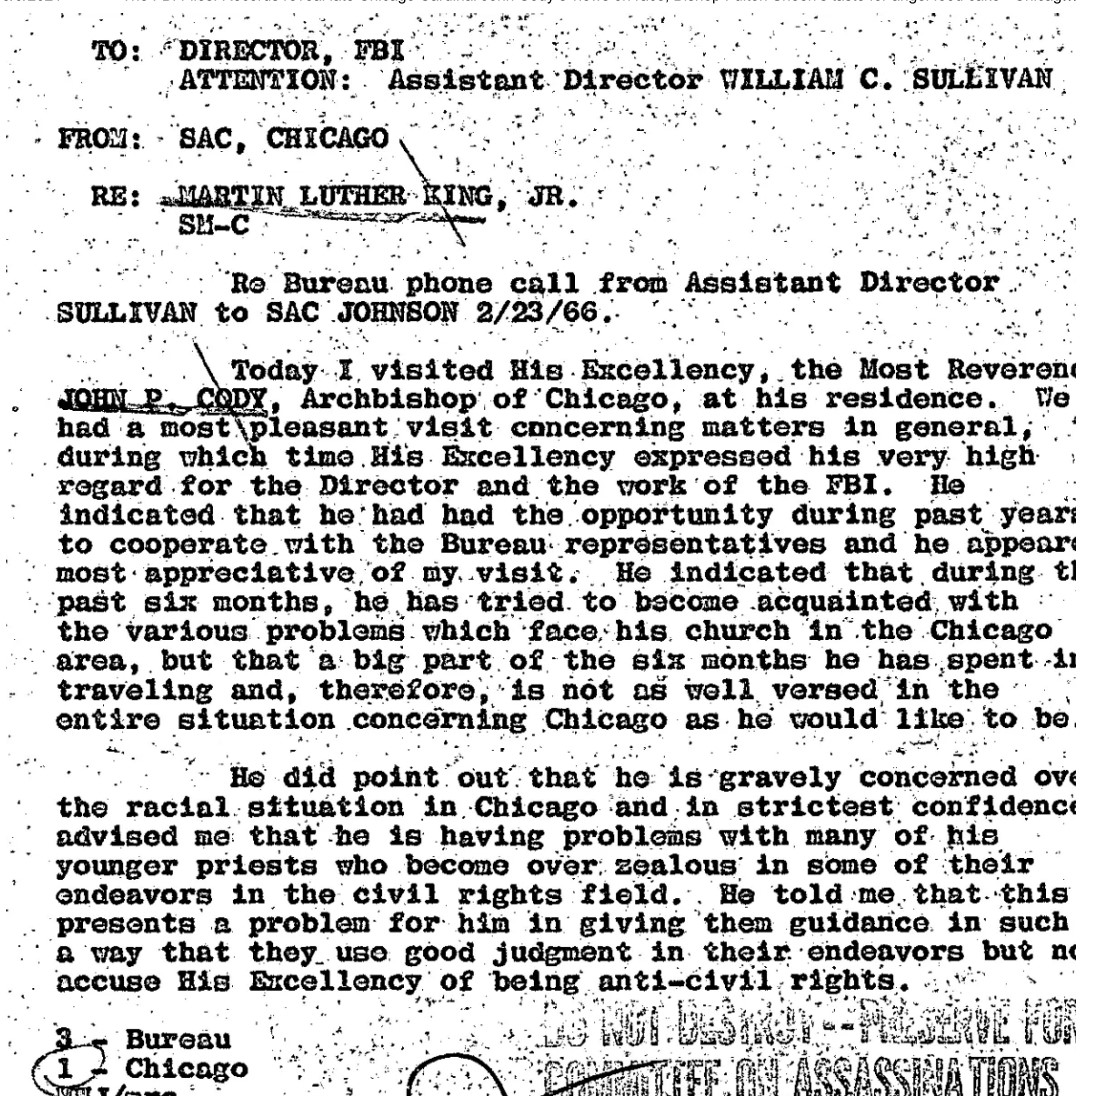 TO: DIRECTOR, FBI
ATTENTION: Assistant Director WILLIAM C. SULLIVAN
FROM: SAC, CHICAGO
RE: MARTIN LUTHER KING, JR.
SM-C
Re Bureau phone call from Assistant Director
SULLIVAN to SAC JOHNSON 2/23/66.
Today I visited His Excellency, the Most Reveren
JOHN P. CODY, Archbishop of Chicago, at his residence. We
had a most pleasant visit concerning matters in general,
during which time His Excellency expressed his very high
regard for the Director and the work of the FBI. He
indicated that he had had the opportunity during past years
to cooperate with the Bureau representatives and he appeare
most appreciative of my visit. He indicated that during t
past six months, he has tried to become acquainted with
the various problems which face his church in the Chicago
area, but that a big part of the six months he has spent in
traveling and, therefore, is not as well versed in the
entire situation concerning Chicago as he would like to be.
He did point out that he is gravely concerned ove
the racial situation in Chicago and in strictest confidence
advised me that he is having problems with many of his
younger priests who become over zealous in some of their
endeavors in the civil rights field. He told me that this
presents a problem for him in giving them guidance in such
a way that they use good judgment in their endeavors but no
accuse His Excellency of being anti-civil rights.
3 - Bureau
1 - Chicago
DO NOT DESTROY -- PRESERVE FOR
COMMITTEE ON ASSASSINATIONS